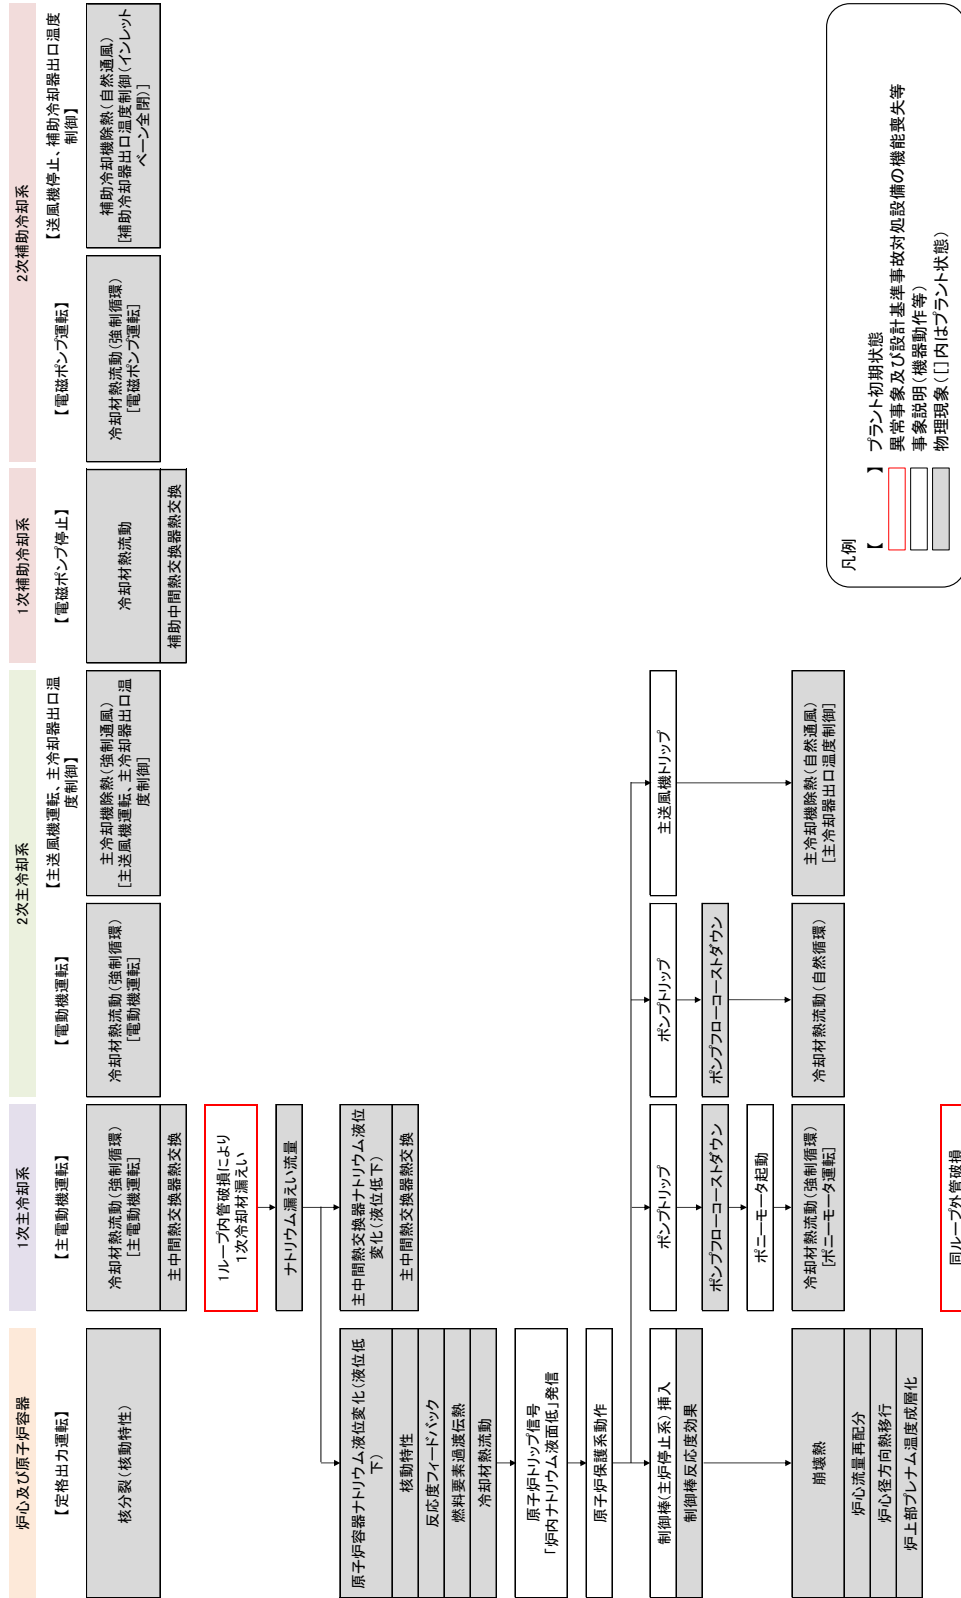 炉心及び原子炉容器
1次主冷却系
2次主冷却系
1次補助冷却系
2次補助冷却系
【定格出力運転】
【主電動機運転】
【電動機運転】
【主送風機運転、主冷却器出口温
度制御】
【電磁ポンプ停止】
【電磁ポンプ運転】
【送風機停止、補助冷却器出口温度
制御】
核分裂(核動特性)
冷却材熱流動(強制循環)
[主電動機運転]
主中間熱交換器熱交換
冷却材熱流動(強制循環)
[電動機運転]
主冷却機除熱(強制通風)
[主送風機運転、主冷却器出口温
度制御]
冷却材熱流動
補助中間熱交換器熱交換
冷却材熱流動(強制循環)
[電磁ポンプ運転]
補助冷却機除熱(自然通風)
[補助冷却器出口温度制御(インレット
ベーン全閉)]
1ループ内管破損により
1次冷却材漏えい
ナトリウム漏えい流量
原子炉容器ナトリウム液位変化(液位低
下)
核動特性
反応度フィードバック
燃料要素過渡伝熱
冷却材熱流動
主中間熱交換器ナトリウム液位
変化(液位低下)
主中間熱交換器熱交換
原子炉トリップ信号
「炉内ナトリウム液面低」発信
原子炉保護系動作
制御棒(主炉停止系)挿入
制御棒反応度効果
ポンプトリップ
ポンプフローコーストダウン
ポニーモータ起動
ポンプトリップ
ポンプフローコーストダウン
主送風機トリップ
崩壊熱
炉心流量再配分
炉心径方向熱移行
炉上部プレナム温度成層化
冷却材熱流動(強制循環)
[ポニーモータ運転]
冷却材熱流動(自然循環)
主冷却機除熱(自然通風)
[主冷却器出口温度制御]
同ループ外管破損
凡例
【 】 プラント初期状態
異常事象及び設計基準事故対処設備の機能喪失等
事象説明(機器動作等)
物理現象([]内はプラント状態)